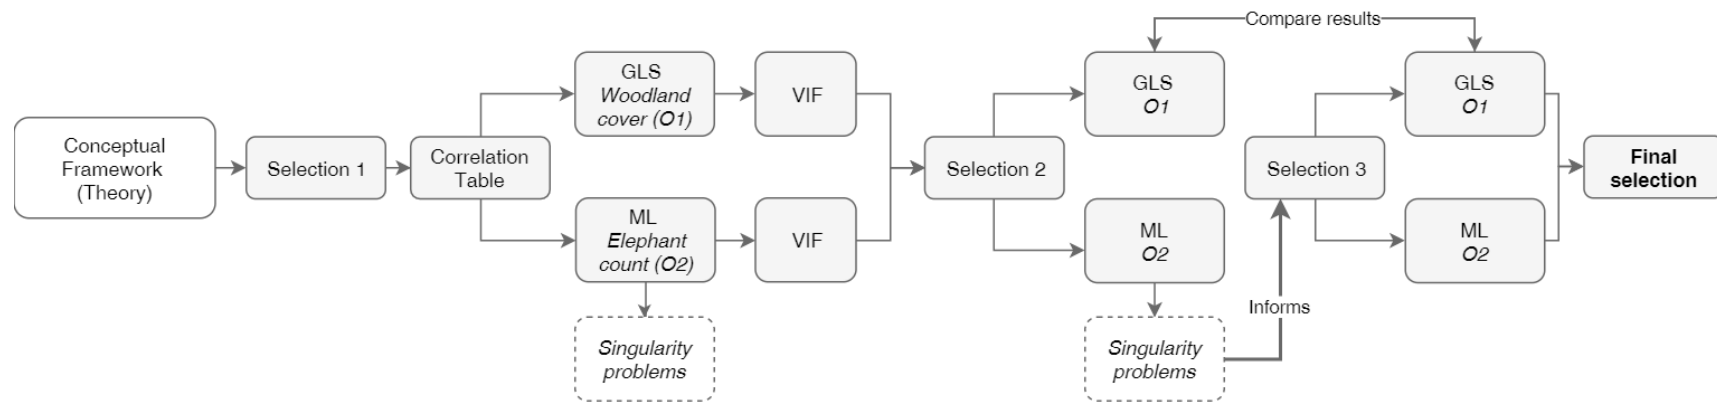 Conceptual
Framework
(Theory)
Selection 1
Correlation
Table
GLS
Woodland
cover (O1)
VIF
ML
Elephant
count (O2)
VIF
Singularity
problems
Selection 2
Compare results
GLS
O1
ML
O2
Singularity
problems
Informs
Selection 3
GLS
O1
ML
O2
Final
selection